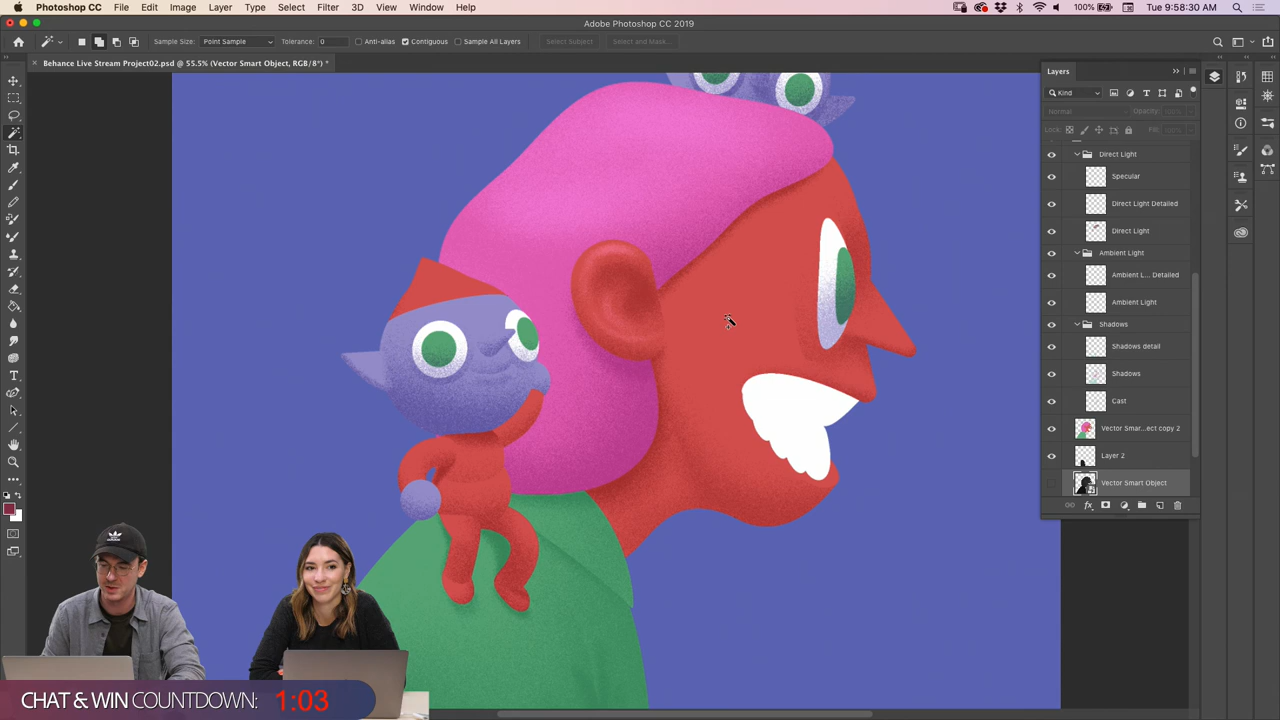 Photoshop CC File Edit Image Layer Type Select Filter 3D View Window Help 100% Tue 9:58:30 AM
Adobe Photoshop CC 2019
Sample Size: Point Sample Tolerance: 0 Anti-alias Contiguous Sample All Layers Select Subject Select and Mask...
Behance Live Stream Project02.psd @ 55.5% (Vector Smart Object, RGB/8*) *
Layers
Kind
Normal Opacity:
Lock: Fill:
Direct Light
Specular
Direct Light Detailed
Direct Light
Ambient Light
Ambient L... Detailed
Ambient Light
Shadows
Shadows detail
Shadows
Cast
Vector Smar...ect copy 2
Layer 2
Vector Smart Object
CHAT & WIN COUNTDOWN: 1:03